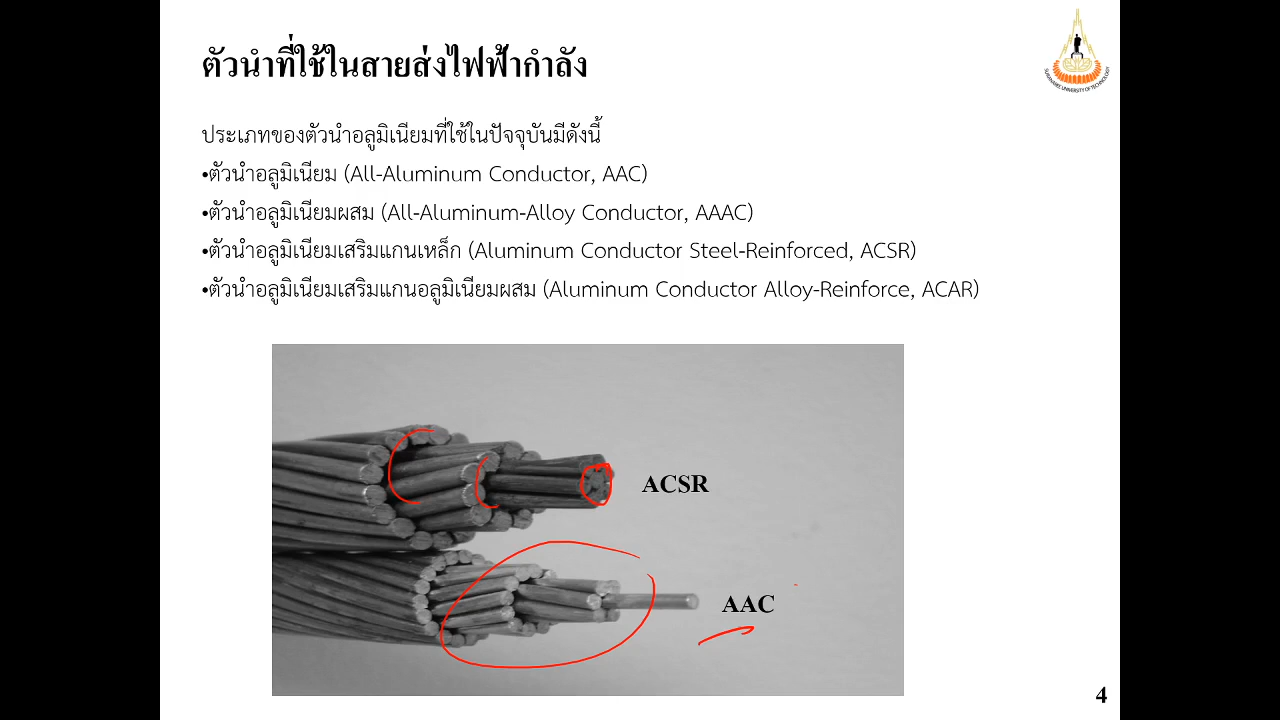 ตัวนำที่ใช้ในสายส่งไฟฟ้ากำลัง
SURANAREE UNIVERSITY OF TECHNOLOGY
ประเภทของตัวนำอลูมิเนียมที่ใช้ในปัจจุบันมีดังนี้
•ตัวนำอลูมิเนียม (All-Aluminum Conductor, AAC)
•ตัวนำอลูมิเนียมผสม (All-Aluminum-Alloy Conductor, AAAC)
•ตัวนำอลูมิเนียมเสริมแกนเหล็ก (Aluminum Conductor Steel-Reinforced, ACSR)
•ตัวนำอลูมิเนียมเสริมแกนอลูมิเนียมผสม (Aluminum Conductor Alloy-Reinforce, ACAR)
ACSR
AAC
4